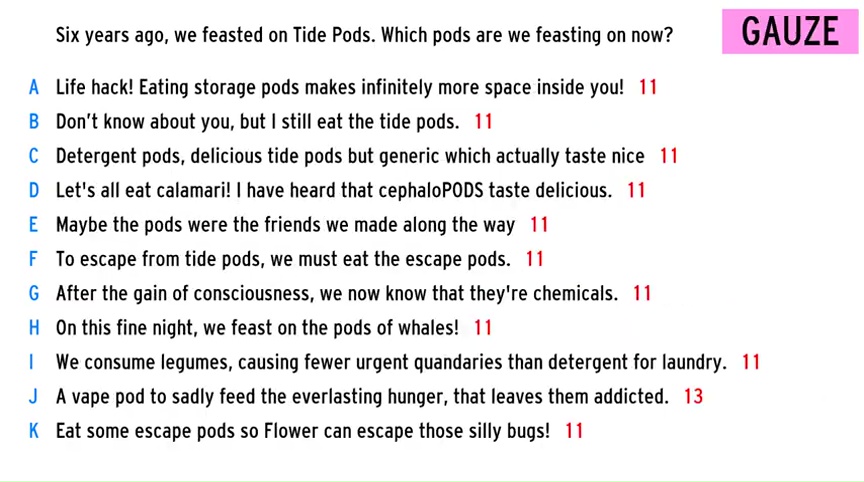 Six years ago, we feasted on Tide Pods. Which pods are we feasting on now?
GAUZE
A Life hack! Eating storage pods makes infinitely more space inside you! 11
B Don't know about you, but I still eat the tide pods. 11
C Detergent pods, delicious tide pods but generic which actually taste nice 11
D Let's all eat calamari! I have heard that cephaloPODS taste delicious. 11
E Maybe the pods were the friends we made along the way 11
F To escape from tide pods, we must eat the escape pods. 11
G After the gain of consciousness, we now know that they're chemicals. 11
H On this fine night, we feast on the pods of whales! 11
I We consume legumes, causing fewer urgent quandaries than detergent for laundry. 11
J A vape pod to sadly feed the everlasting hunger, that leaves them addicted. 13
K Eat some escape pods so Flower can escape those silly bugs! 11